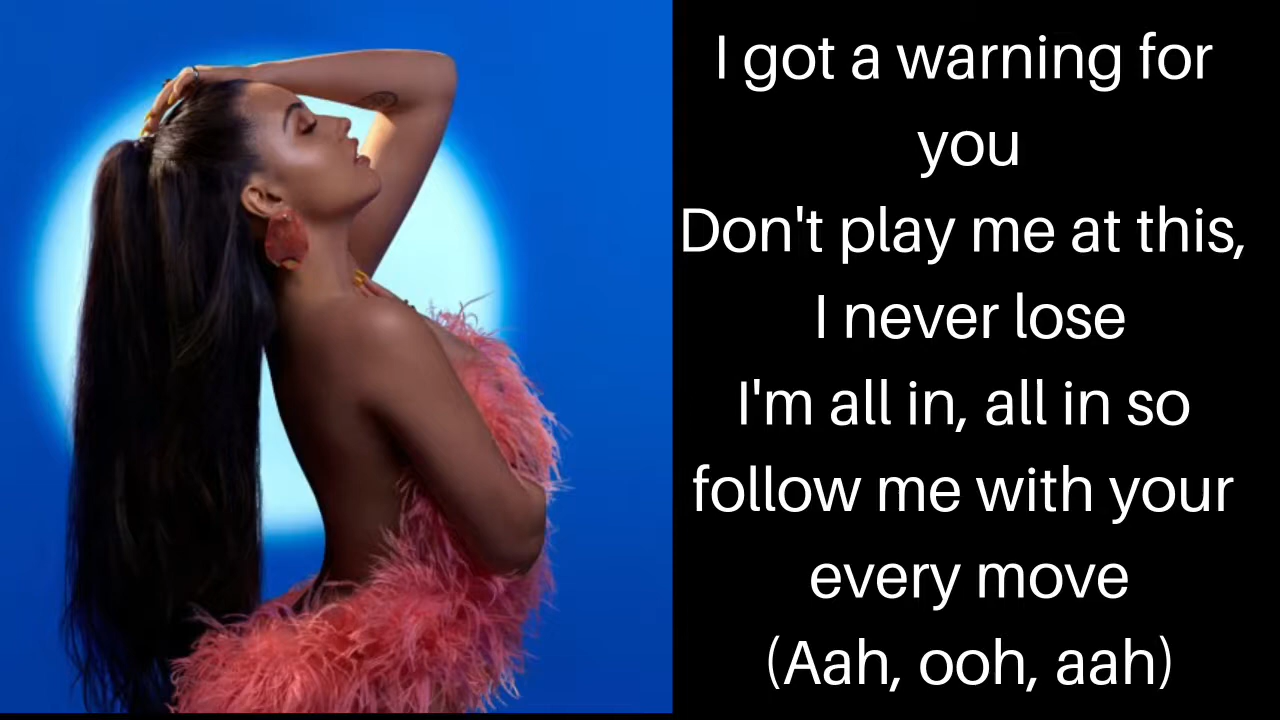 I got a warning for
you
Don't play me at this,
I never lose
I'm all in, all in so
follow me with your
every move
(Aah, ooh, aah)